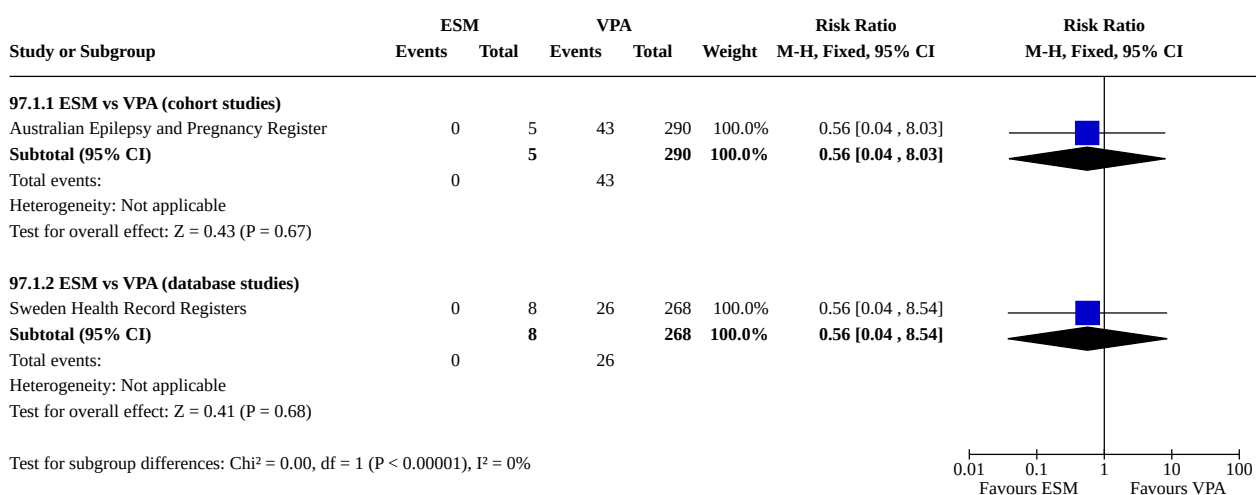 ESM VPA Risk Ratio Risk Ratio
Study or Subgroup Events Total Events Total Weight M-H, Fixed, 95% CI M-H, Fixed, 95% CI
97.1.1 ESM vs VPA (cohort studies)
Australian Epilepsy and Pregnancy Register 0 5 43 290 100.0% 0.56 [0.04 , 8.03]
Subtotal (95% CI) 5 290 100.0% 0.56 [0.04 , 8.03]
Total events: 0 43
Heterogeneity: Not applicable
Test for overall effect: Z = 0.43 (P = 0.67)
97.1.2 ESM vs VPA (database studies)
Sweden Health Record Registers 0 8 26 268 100.0% 0.56 [0.04 , 8.54]
Subtotal (95% CI) 8 268 100.0% 0.56 [0.04 , 8.54]
Total events: 0 26
Heterogeneity: Not applicable
Test for overall effect: Z = 0.41 (P = 0.68)
Test for subgroup differences: Chi² = 0.00, df = 1 (P < 0.00001), I² = 0%
0.01 0.1 1 10 100
Favours ESM Favours VPA